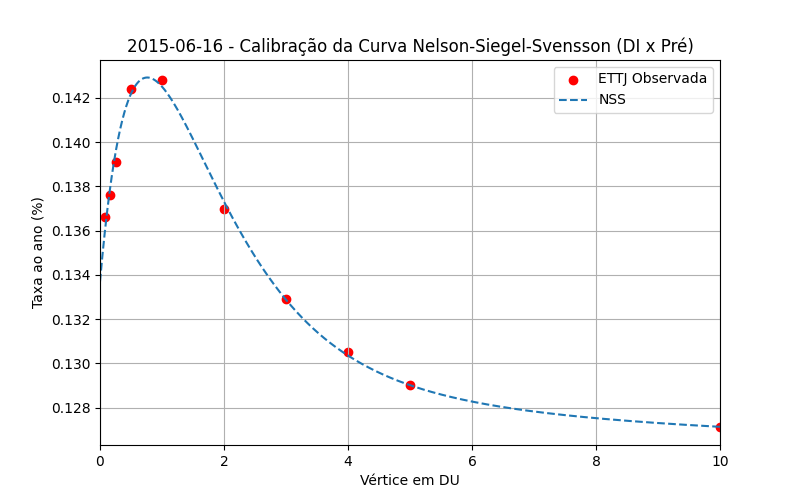 2015-06-16 - Calibração da Curva Nelson-Siegel-Svensson (DI x Pré)
ETTJ Observada
NSS
Taxa ao ano (%)
0.142
0.140
0.138
0.136
0.134
0.132
0.130
0.128
0 2 4 6 8 10
Vértice em DU